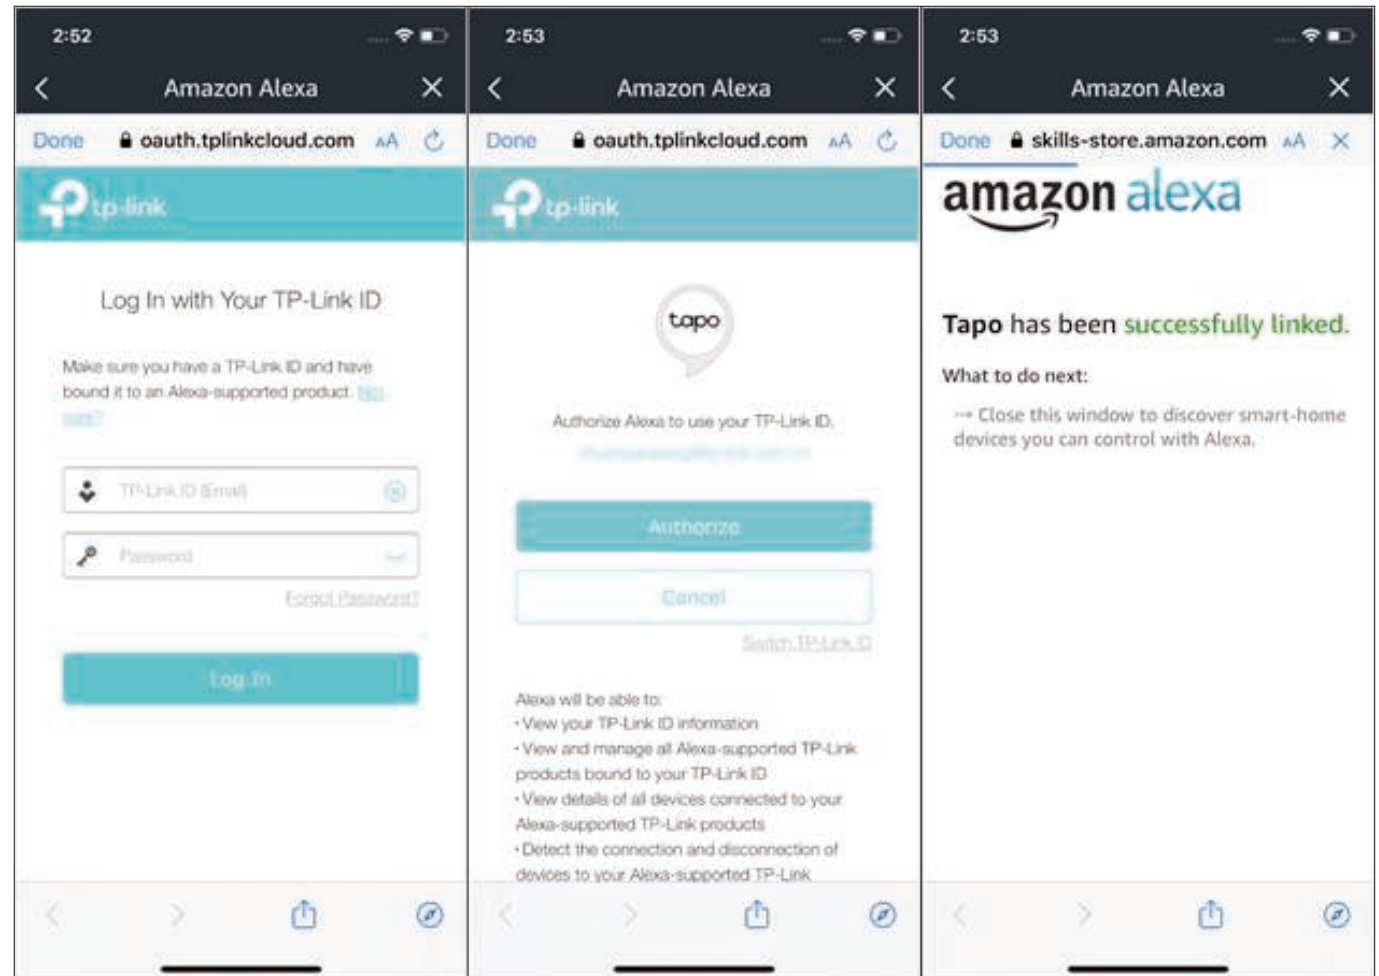 2:52
Amazon Alexa
Done oauth.tplinkcloud.com AA
tp-link
Log In with Your TP-Link ID
Make sure you have a TP-Link ID and have
bound it to an Alexa-supported product. Not
sure?
TP-Link ID (Email)
Password
Forgot Password?
Log In
2:53
Amazon Alexa
Done oauth.tplinkcloud.com AA
tp-link
tapo
Authorize Alexa to use your TP-Link ID.
Authorize
Cancel
Switch TP-Link ID
Alexa will be able to:
• View your TP-Link ID information
• View and manage all Alexa-supported TP-Link
products bound to your TP-Link ID
• View details of all devices connected to your
Alexa-supported TP-Link products
• Detect the connection and disconnection of
devices to your Alexa-supported TP-Link
2:53
Amazon Alexa
Done skills-store.amazon.com AA
amazon alexa
Tapo has been successfully linked.
What to do next:
→ Close this window to discover smart-home
devices you can control with Alexa.